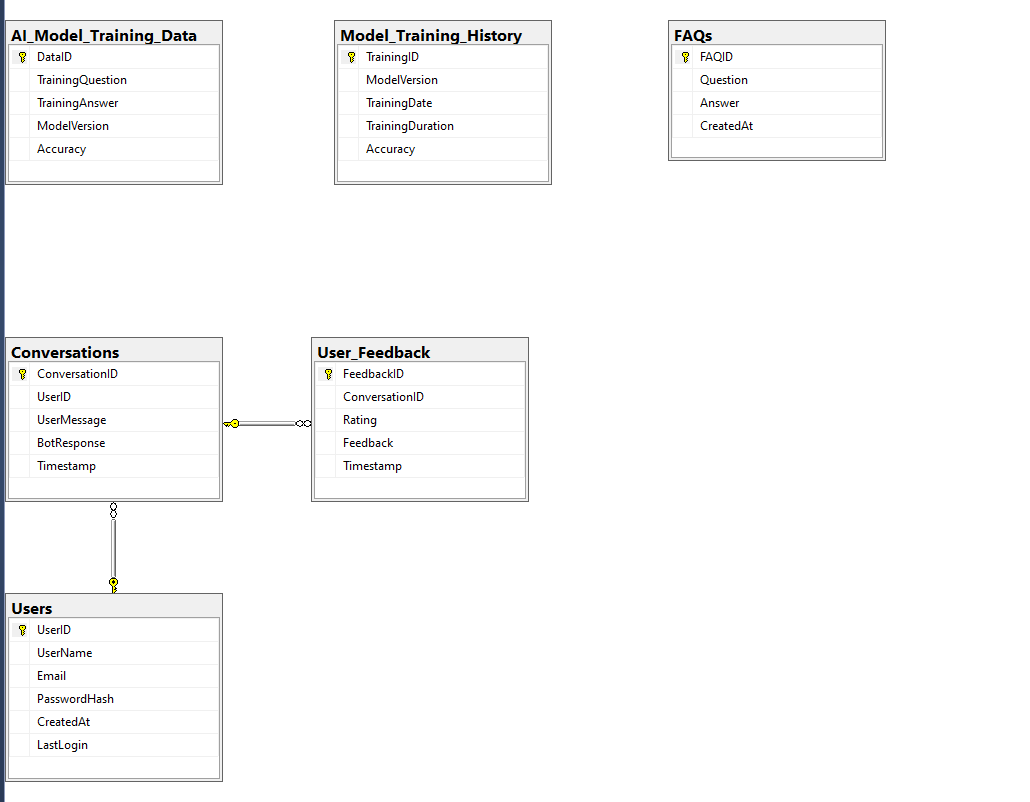 AI_Model_Training_Data
DataID
TrainingQuestion
TrainingAnswer
ModelVersion
Accuracy
Model_Training_History
TrainingID
ModelVersion
TrainingDate
TrainingDuration
Accuracy
FAQs
FAQID
Question
Answer
CreatedAt
Conversations
ConversationID
UserID
UserMessage
BotResponse
Timestamp
User_Feedback
FeedbackID
ConversationID
Rating
Feedback
Timestamp
Users
UserID
UserName
Email
PasswordHash
CreatedAt
LastLogin